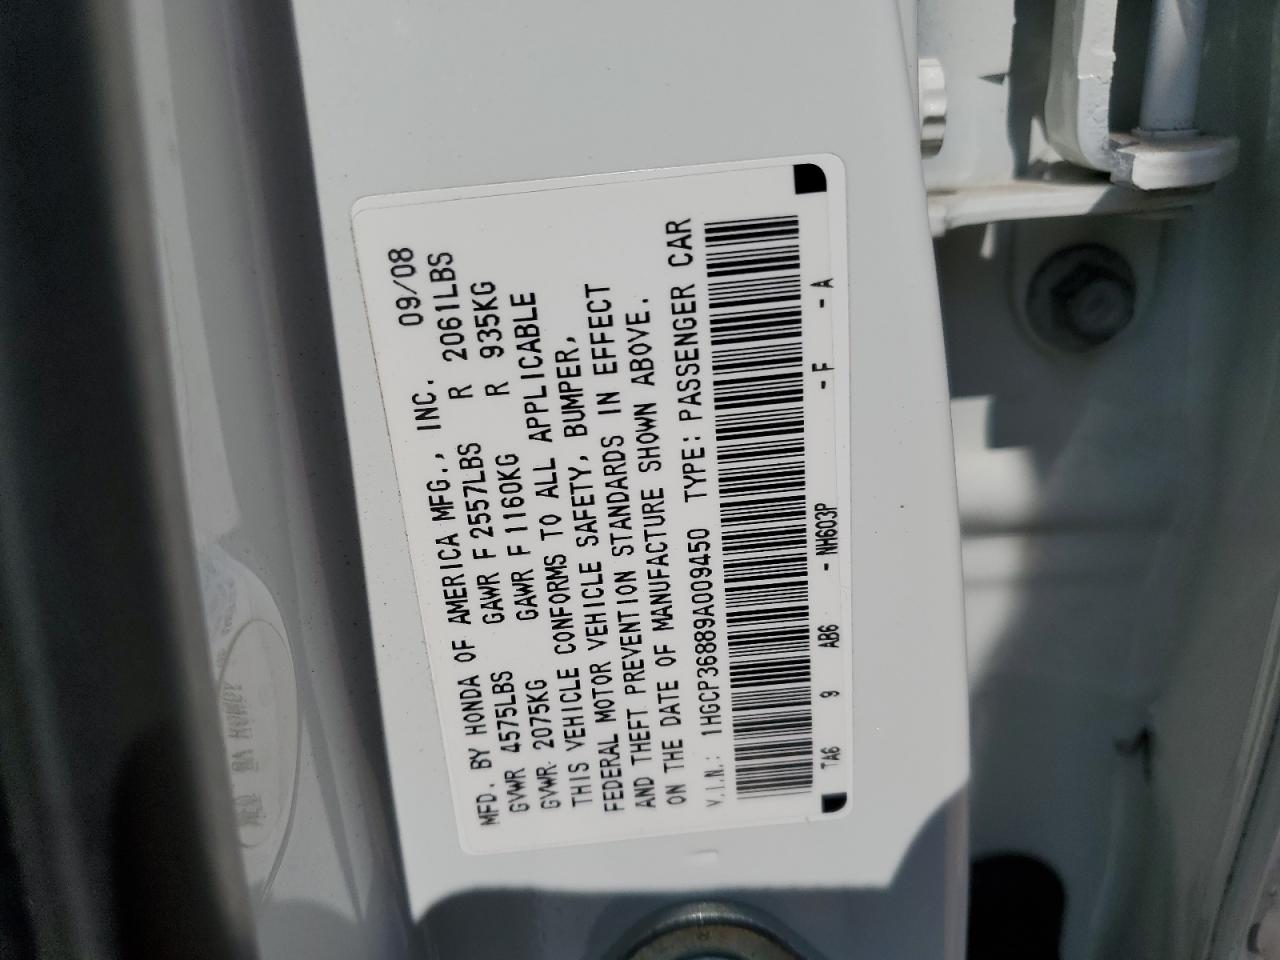 MFD. BY HONDA OF AMERICA MFG., INC. 09/08
GVWR 4575LBS GAWR F 2557LBS R 2061LBS
GVWR 2075KG GAWR F 1160KG R 935KG
THIS VEHICLE CONFORMS TO ALL APPLICABLE
FEDERAL MOTOR VEHICLE SAFETY, BUMPER,
AND THEFT PREVENTION STANDARDS IN EFFECT
ON THE DATE OF MANUFACTURE SHOWN ABOVE.
V.I.N.: 1HGCP36889A009450 TYPE: PASSENGER CAR
TA6 9 AB6 - NH603P - F - A